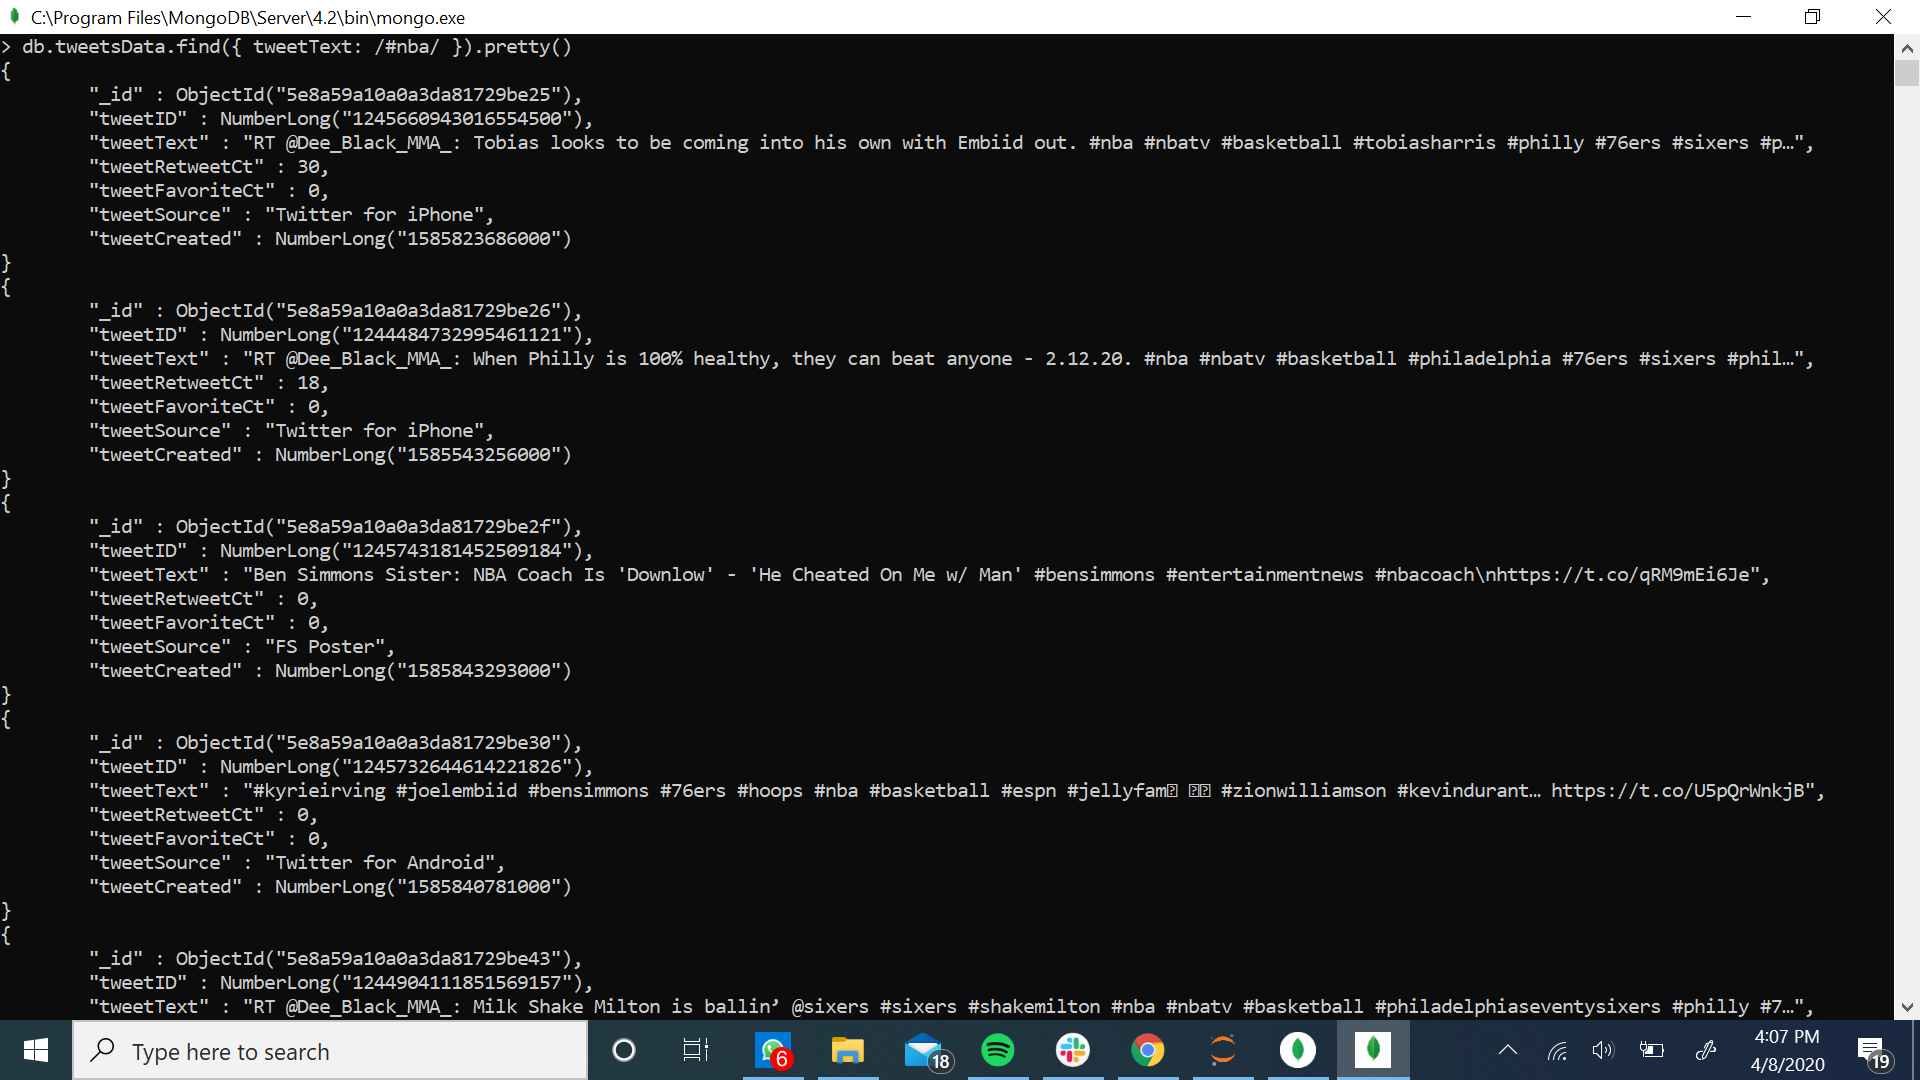 C:\Program Files\MongoDB\Server\4.2\bin\mongo.exe
> db.tweetsData.find({ tweetText: /#nba/ }).pretty()
{
"_id" : ObjectId("5e8a59a10a0a3da81729be25"),
"tweetID" : NumberLong("1245660943016554500"),
"tweetText" : "RT @Dee_Black_MMA_: Tobias looks to be coming into his own with Embiid out. #nba #nbatv #basketball #tobiasharris #philly #76ers #sixers #p…",
"tweetRetweetCt" : 30,
"tweetFavoriteCt" : 0,
"tweetSource" : "Twitter for iPhone",
"tweetCreated" : NumberLong("1585823686000")
}
{
"_id" : ObjectId("5e8a59a10a0a3da81729be26"),
"tweetID" : NumberLong("1244484732995461121"),
"tweetText" : "RT @Dee_Black_MMA_: When Philly is 100% healthy, they can beat anyone - 2.12.20. #nba #nbatv #basketball #philadelphia #76ers #sixers #phil…",
"tweetRetweetCt" : 18,
"tweetFavoriteCt" : 0,
"tweetSource" : "Twitter for iPhone",
"tweetCreated" : NumberLong("1585543256000")
}
{
"_id" : ObjectId("5e8a59a10a0a3da81729be2f"),
"tweetID" : NumberLong("1245743181452509184"),
"tweetText" : "Ben Simmons Sister: NBA Coach Is 'Downlow' - 'He Cheated On Me w/ Man' #bensimmons #entertainmentnews #nbacoach\nhttps://t.co/qRM9mEi6Je",
"tweetRetweetCt" : 0,
"tweetFavoriteCt" : 0,
"tweetSource" : "FS Poster",
"tweetCreated" : NumberLong("1585843293000")
}
{
"_id" : ObjectId("5e8a59a10a0a3da81729be30"),
"tweetID" : NumberLong("1245732644614221826"),
"tweetText" : "#kyrieirving #joelembiid #bensimmons #76ers #hoops #nba #basketball #espn #jellyfam #zionwilliamson #kevindurant… https://t.co/U5pQrWnkjB",
"tweetRetweetCt" : 0,
"tweetFavoriteCt" : 0,
"tweetSource" : "Twitter for Android",
"tweetCreated" : NumberLong("1585840781000")
}
{
"_id" : ObjectId("5e8a59a10a0a3da81729be43"),
"tweetID" : NumberLong("1244904111851569157"),
"tweetText" : "RT @Dee_Black_MMA_: Milk Shake Milton is ballin’ @sixers #sixers #shakemilton #nba #nbatv #basketball #philadelphiaseventysixers #philly #7…",
Type here to search
6
18
4:07 PM
4/8/2020
19